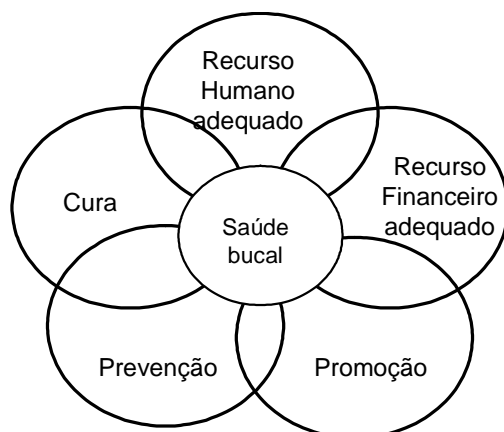 Recurso
Humano
adequado
Recurso
Financeiro
adequado
Cura
Saúde
bucal
Prevenção
Promoção